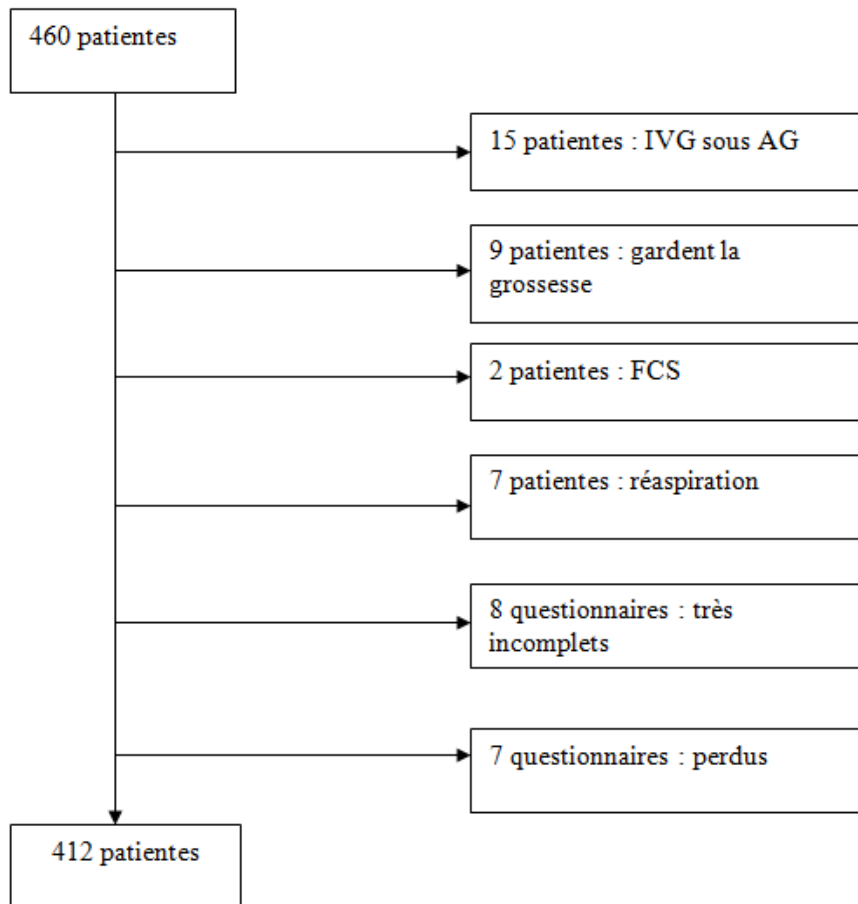 460 patientes
15 patientes : IVG sous AG
9 patientes : gardent la
grossesse
2 patientes : FCS
7 patientes : réaspiration
8 questionnaires : très
incomplets
7 questionnaires : perdus
412 patientes